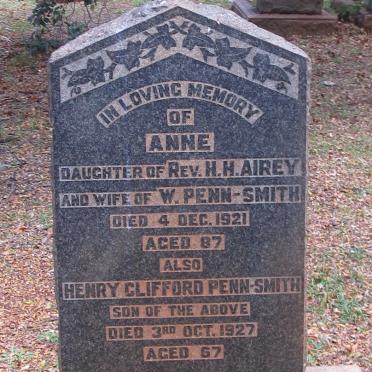 IN LOVING MEMORY
OF
ANNE
DAUGHTER OF REV. H. H. AIREY
AND WIFE OF W. PENN-SMITH
DIED 4 DEC. 1921
AGED 87
ALSO
HENRY CLIFFORD PENN-SMITH
SON OF THE ABOVE
DIED 3RD OCT. 1927
AGED 67